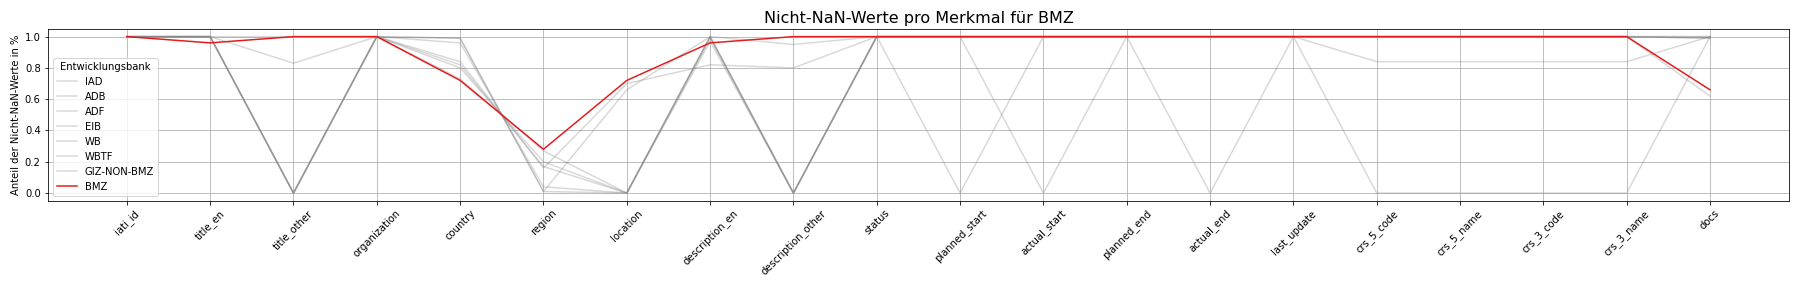 Nicht-NaN-Werte pro Merkmal für BMZ
Anteil der Nicht-NaN-Werte in %
1.0
0.8
0.6
0.4
0.2
0.0
Entwicklungsbank
IAD
ADB
ADF
EIB
WB
WBTF
GIZ-NON-BMZ
BMZ
iati_id
title_en
title_other
organization
country
region
location
description_en
description_other
status
planned_start
actual_start
planned_end
actual_end
last_update
crs_5_code
crs_5_name
crs_3_code
crs_3_name
docs